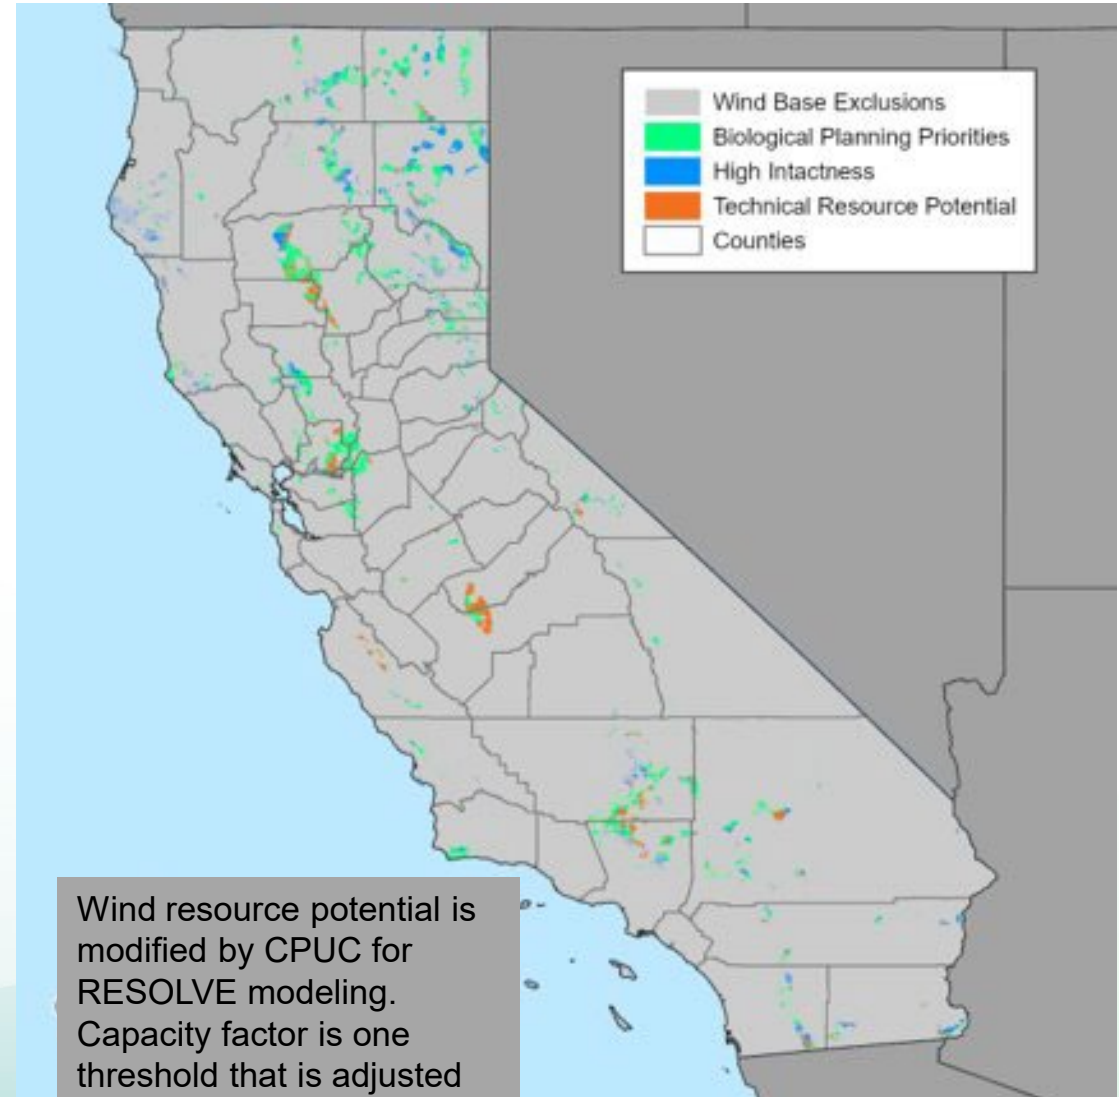 Wind Base Exclusions
Biological Planning Priorities
High Intactness
Technical Resource Potential
Counties
Wind resource potential is
modified by CPUC for
RESOLVE modeling.
Capacity factor is one
threshold that is adjusted